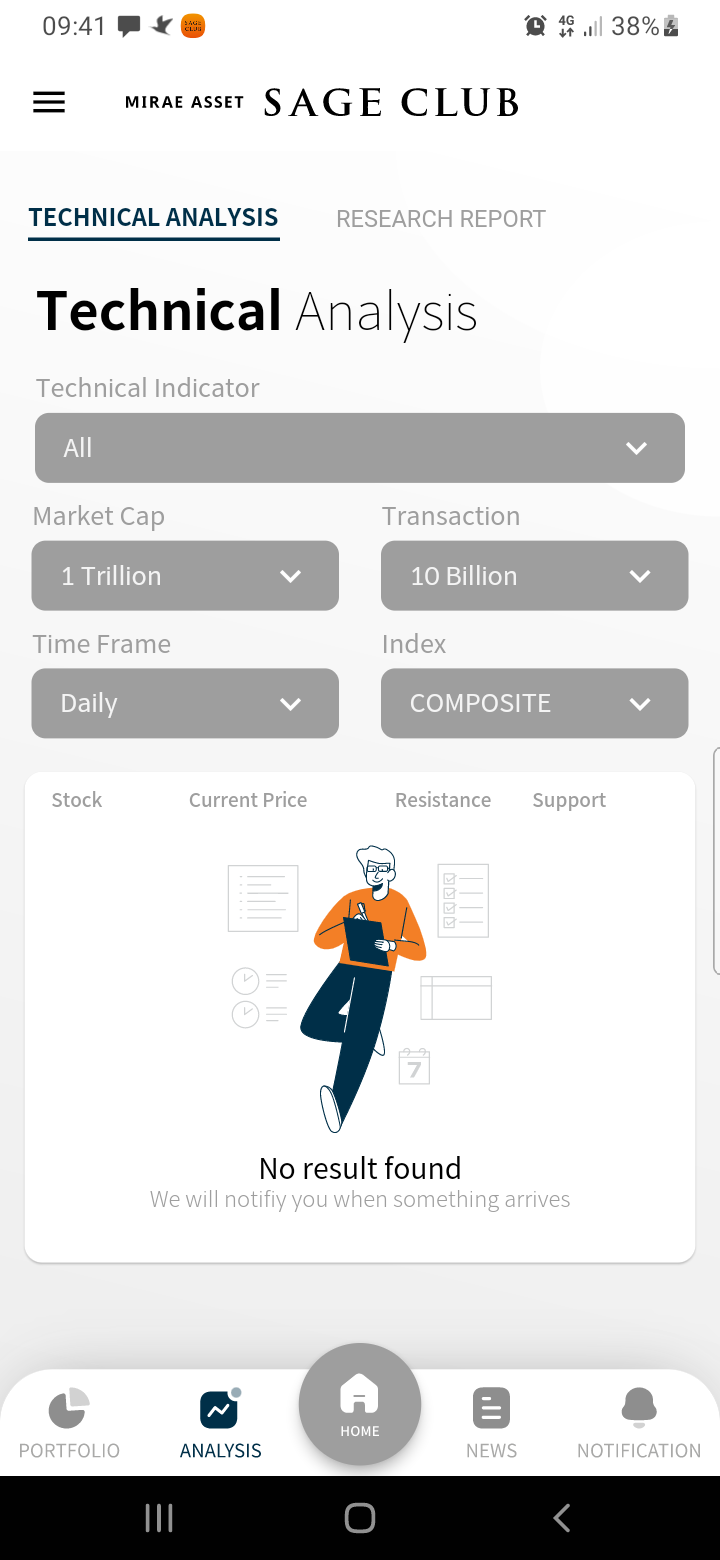 09:41 SAGE CLUB 4G 38%
MIRAE ASSET SAGE CLUB
TECHNICAL ANALYSIS RESEARCH REPORT
Technical Analysis
Technical Indicator
All
Market Cap Transaction
1 Trillion 10 Billion
Time Frame Index
Daily COMPOSITE
Stock Current Price Resistance Support
7
No result found
We will notifiy you when something arrives
HOME
PORTFOLIO ANALYSIS NEWS NOTIFICATION